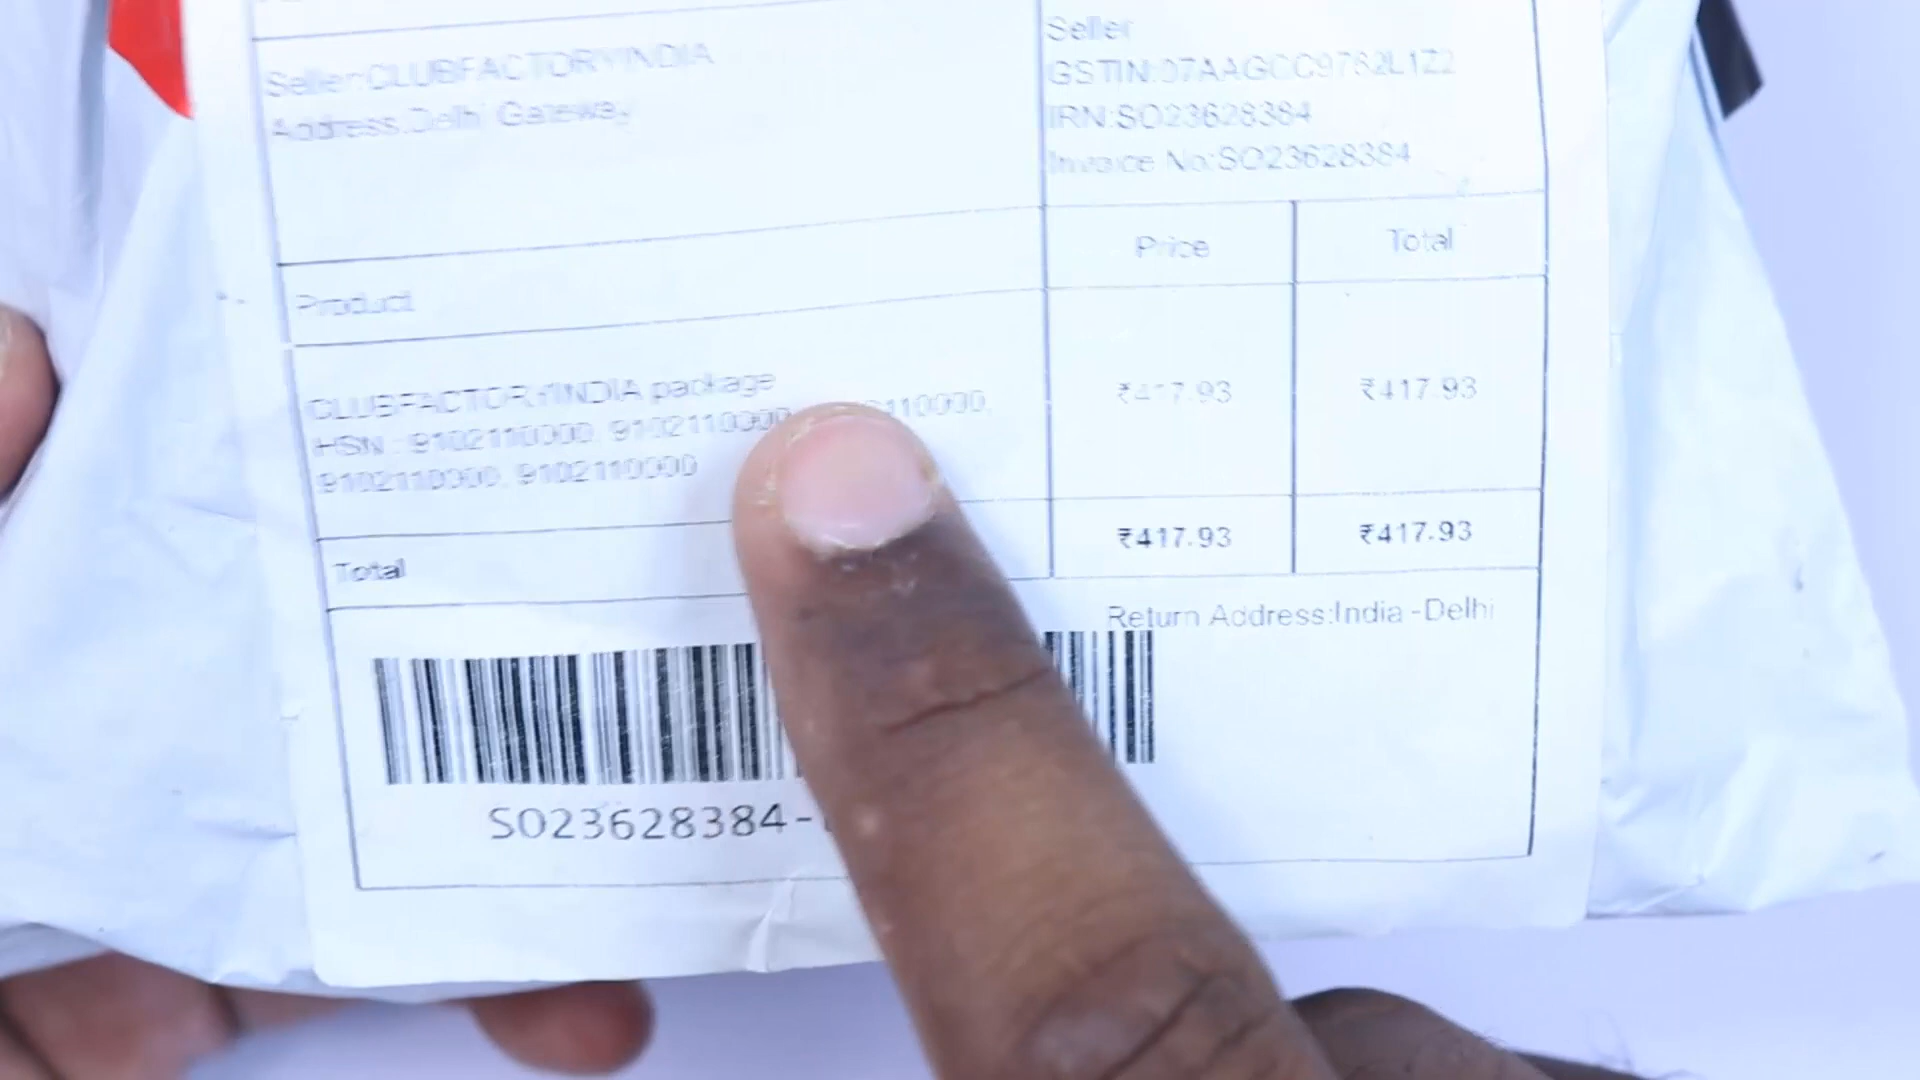 Seller:CLUBFACTORYINDIA
Address:Delhi Gateway
Seller
GSTIN:07AAGCC9762L1Z2
IRN:SO23628384
Invoice No:SO23628384
Product
Price
Total
CLUBFACTORYINDIA package
HSN : 9102110000, 9102110000,
9102110000, 9102110000
₹417.93
₹417.93
Total
₹417.93
₹417.93
Return Address:India-Delhi
SO23628384-